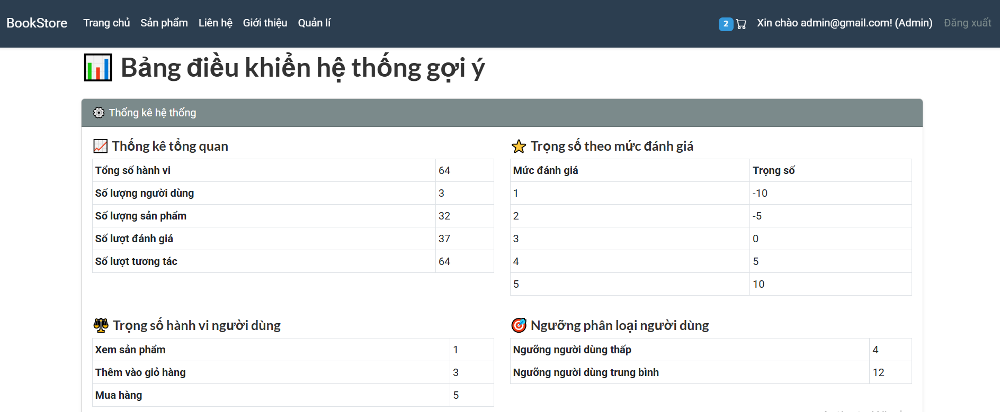 BookStore Trang chủ Sản phẩm Liên hệ Giới thiệu Quản lí 2 Xin chào admin@gmail.com! (Admin) Đăng xuất
Bảng điều khiển hệ thống gợi ý
Thống kê hệ thống
Thống kê tổng quan
Tổng số hành vi 64
Số lượng người dùng 3
Số lượng sản phẩm 32
Số lượt đánh giá 37
Số lượt tương tác 64
Trọng số theo mức đánh giá
Mức đánh giá Trọng số
1 -10
2 -5
3 0
4 5
5 10
Trọng số hành vi người dùng
Xem sản phẩm 1
Thêm vào giỏ hàng 3
Mua hàng 5
Ngưỡng phân loại người dùng
Ngưỡng người dùng thấp 4
Ngưỡng người dùng trung bình 12